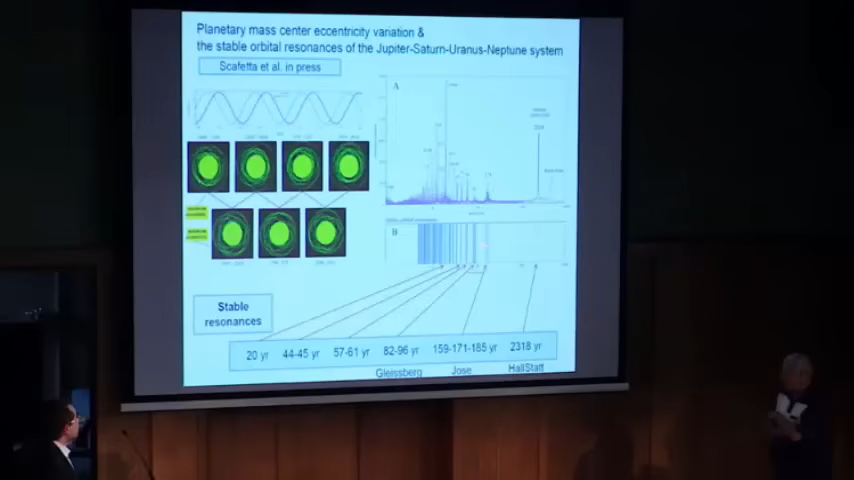 Planetary mass center eccentricity variation &
the stable orbital resonances of the Jupiter-Saturn-Uranus-Neptune system
Scafetta et al. in press
A
B
Stable
resonances
20 yr 44-45 yr 57-61 yr 82-96 yr 159-171-185 yr 2318 yr
Gleissberg Jose HallStatt